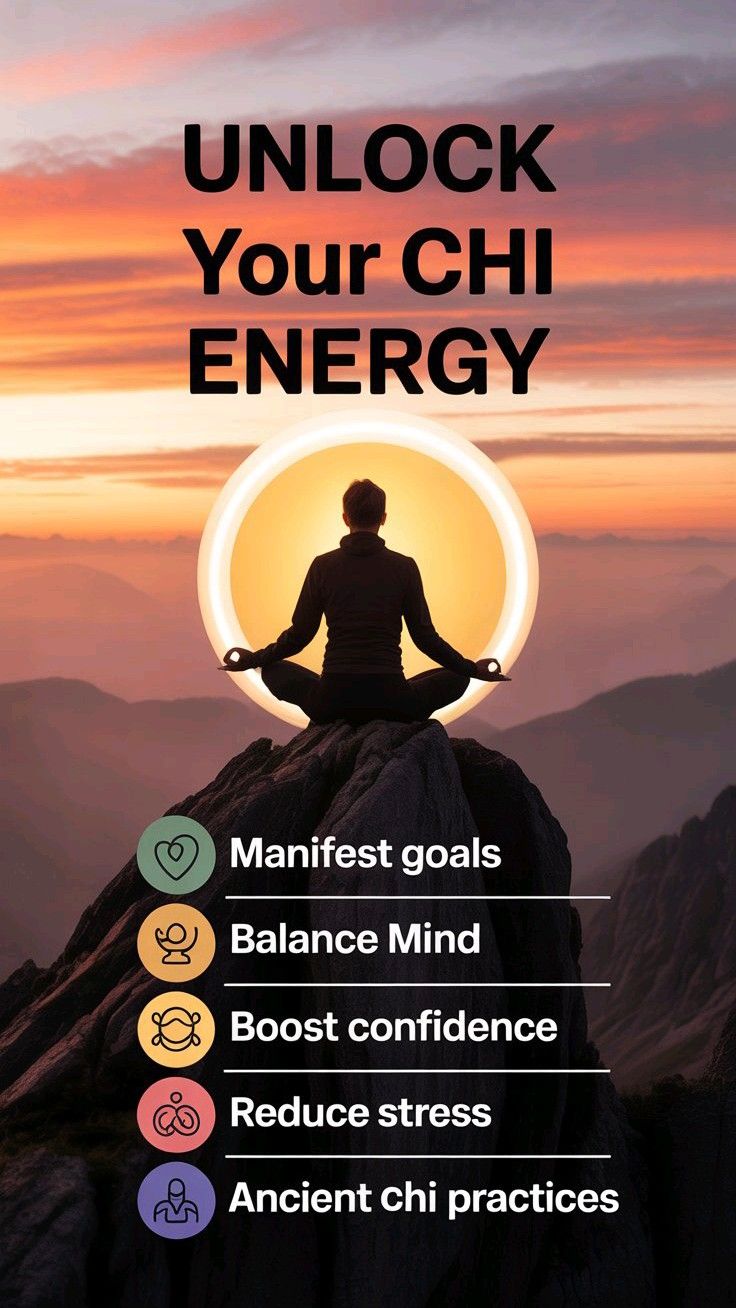 UNLOCK
Your CHI
ENERGY
Manifest goals
Balance Mind
Boost confidence
Reduce stress
Ancient chi practices